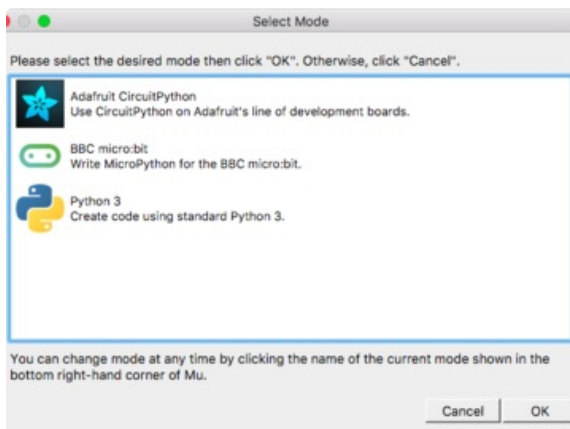 Select Mode
Please select the desired mode then click "OK". Otherwise, click "Cancel".
Adafruit CircuitPython
Use CircuitPython on Adafruit's line of development boards.
BBC micro:bit
Write MicroPython for the BBC micro:bit.
Python 3
Create code using standard Python 3.
You can change mode at any time by clicking the name of the current mode shown in the
bottom right-hand corner of Mu.
Cancel OK